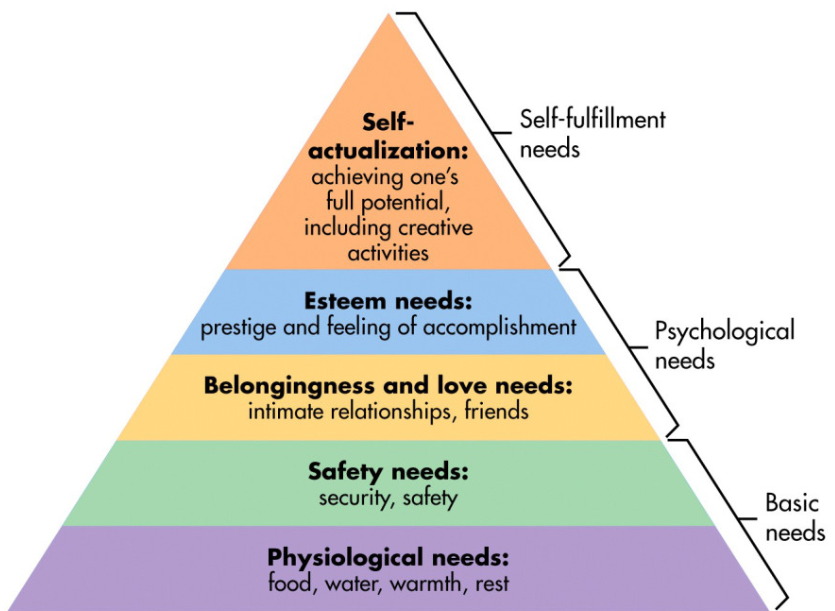 Self-
actualization:
achieving one's
full potential,
including creative
activities
Self-fulfillment
needs
Esteem needs:
prestige and feeling of accomplishment
Psychological
needs
Belongingness and love needs:
intimate relationships, friends
Safety needs:
security, safety
Basic
needs
Physiological needs:
food, water, warmth, rest